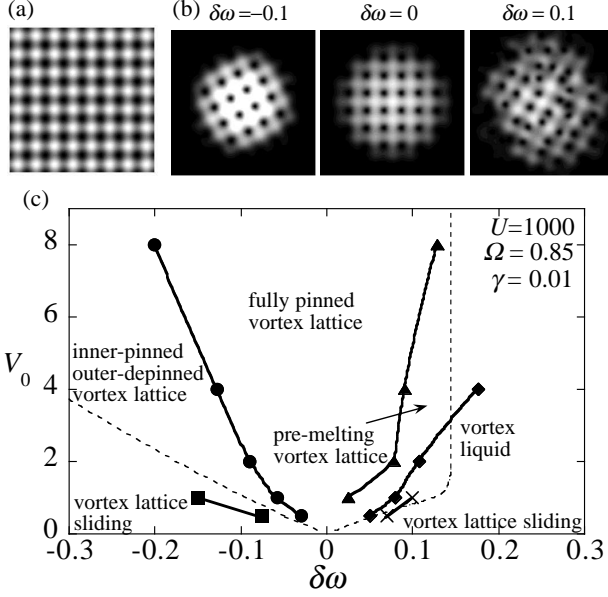 (a)
(b)
δω=−0.1
δω=0
δω=0.1
(c)
8
6
4
2
0
V₀
-0.3
-0.2
-0.1
0
0.1
0.2
0.3
δω
U=1000
Ω = 0.85
γ = 0.01
fully pinned
vortex lattice
inner-pinned
outer-depinned
vortex lattice
pre-melting
vortex lattice
vortex
liquid
vortex lattice
sliding
vortex lattice sliding